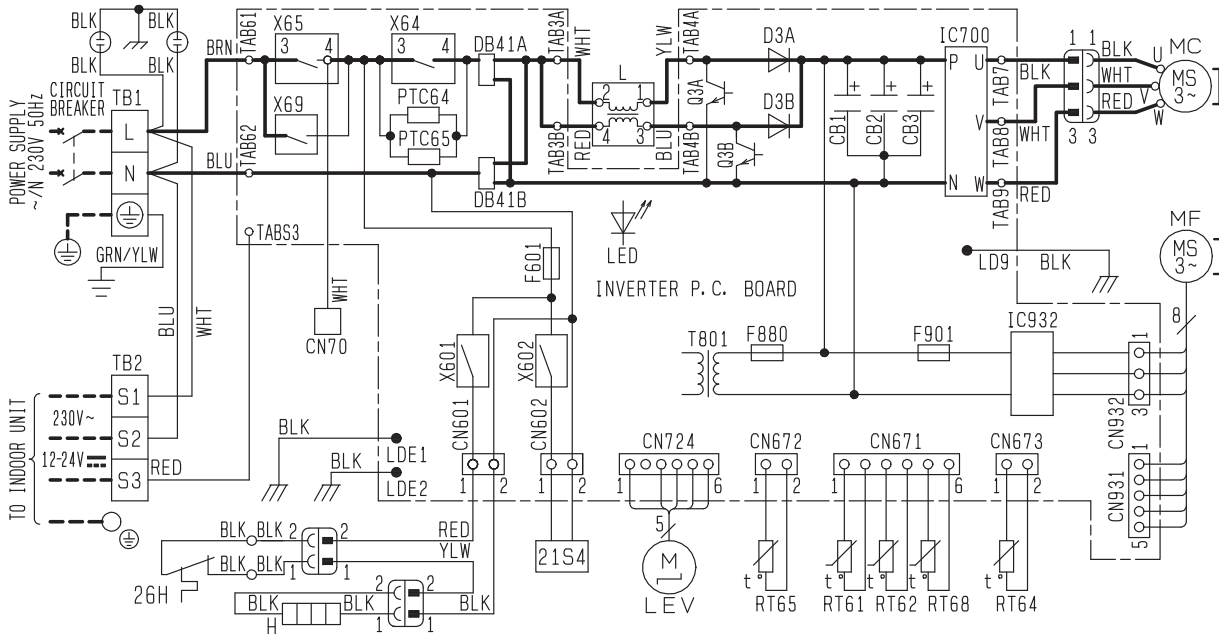 BLK
BLK
BLK
BLK
BRN
TAB61
X65
3 4
X64
3 4
DB41A
TAB3A
WHT
YLW
TAB4A
D3A
IC700
P U
TAB7
BLK
1 1
BLK
U
MC
MS
3~
WHT
V
RED
W
3 3
POWER SUPPLY
~/N 230V 50Hz
CIRCUIT
BREAKER
TB1
L
N
X69
3
PTC64
PTC65
L
2 1
4 3
Q3A
D3B
Q3B
CB1
+
CB2
+
CB3
+
V
WHT
TAB8
BLU
TAB62
DB41B
TAB3B
RED
BLU
TAB4B
N W
TAB9
RED
GRN/YLW
TABS3
LED
LD9 BLK
MF
MS
3~
WHT
F601
INVERTER P.C. BOARD
BLU
WHT
CN70
X601
X602
T801
F880
F901
IC932
8
1
3
CN932
TB2
S1
S2
S3
TO INDOOR UNIT
230V~
12-24V
RED
BLK
LDE1
BLK
LDE2
CN601
1 2
CN602
1 2
CN724
1 6
CN672
1 2
CN671
1 6
CN673
1 2
CN931
1
5
26H
BLK BLK
2 2
RED
BLK BLK
1 1
YLW
BLK
H
BLK
2 2
1 1
BLK
21S4
5
M
LEV
t°
RT65
t°
RT61
t°
RT62
t°
RT68
t°
RT64